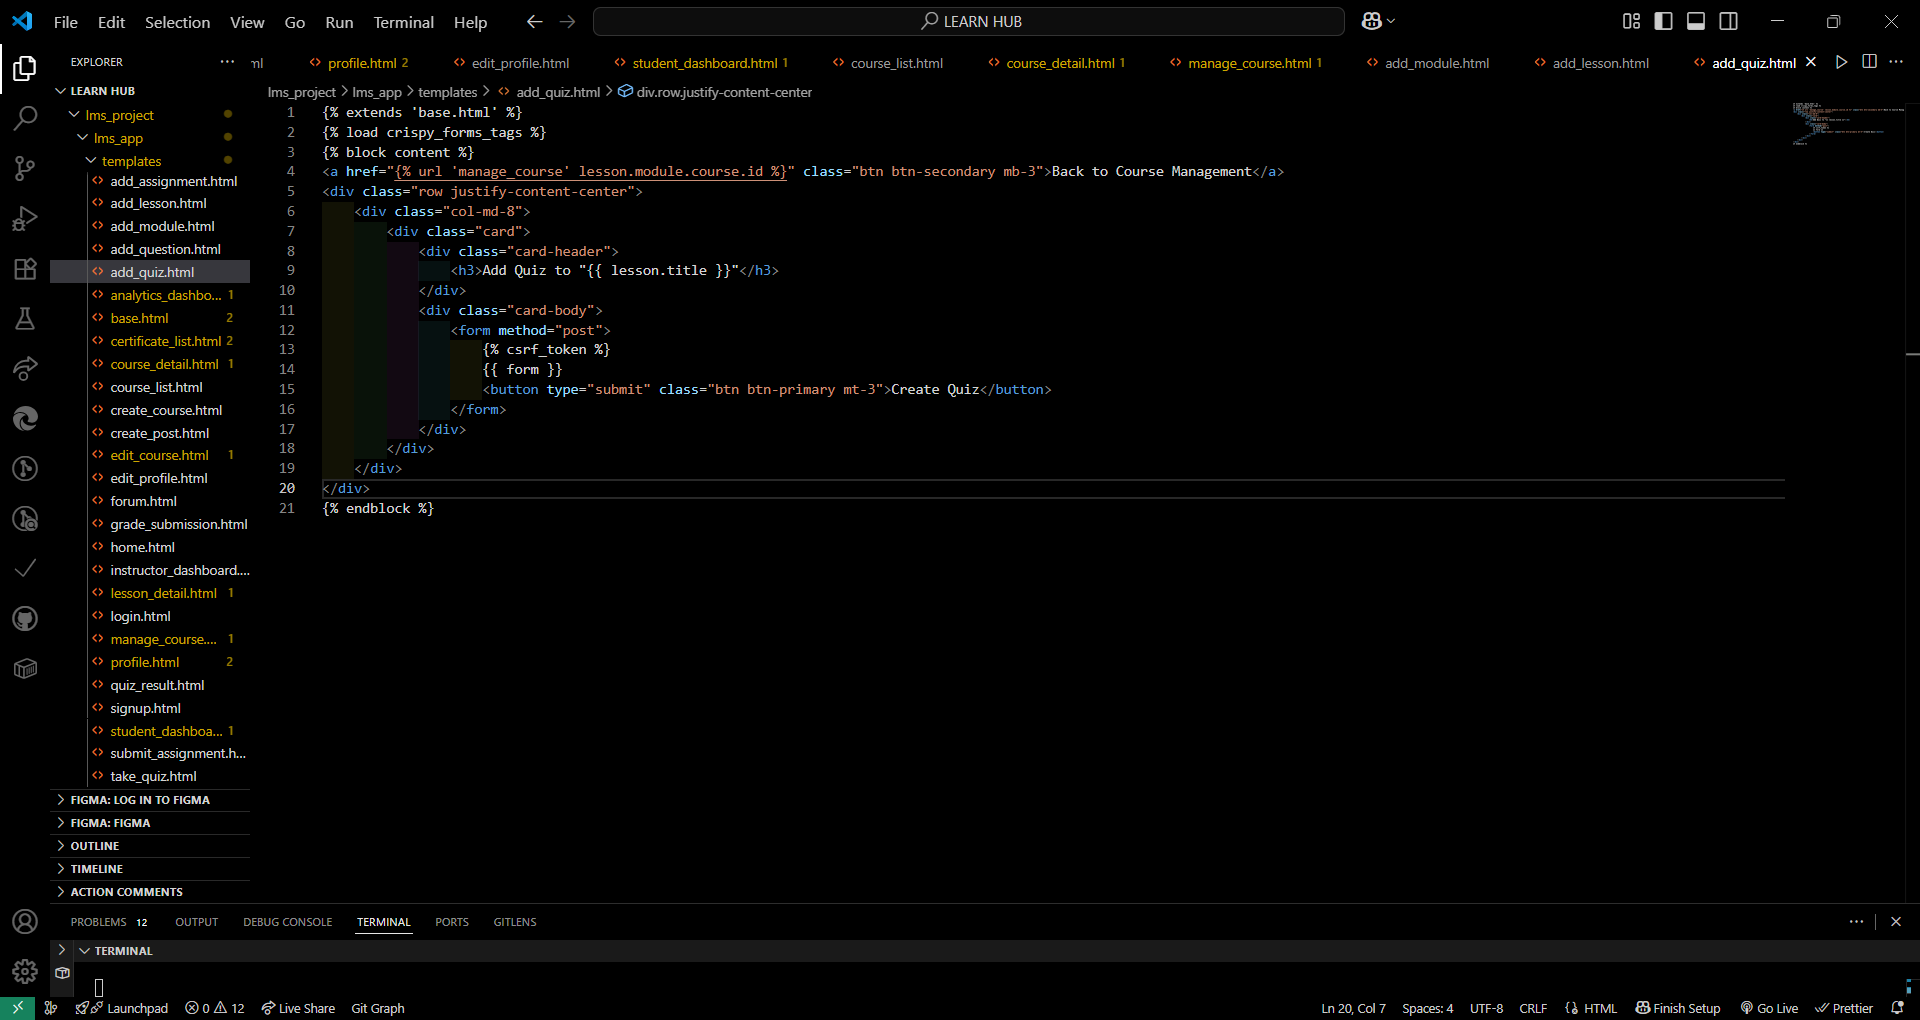 File Edit Selection View Go Run Terminal Help LEARN HUB
EXPLORER
ml profile.html 2 edit_profile.html student_dashboard.html 1 course_list.html course_detail.html 1 manage_course.html 1 add_module.html add_lesson.html add_quiz.html
LEARN HUB
lms_project
lms_app
templates
add_assignment.html
add_lesson.html
add_module.html
add_question.html
add_quiz.html
analytics_dashbo... 1
base.html 2
certificate_list.html 2
course_detail.html 1
course_list.html
create_course.html
create_post.html
edit_course.html 1
edit_profile.html
forum.html
grade_submission.html
home.html
instructor_dashboard....
lesson_detail.html 1
login.html
manage_course.... 1
profile.html 2
quiz_result.html
signup.html
student_dashboa... 1
submit_assignment.h...
take_quiz.html
FIGMA: LOG IN TO FIGMA
FIGMA: FIGMA
OUTLINE
TIMELINE
ACTION COMMENTS
lms_project > lms_app > templates > add_quiz.html > div.row.justify-content-center
1 {% extends 'base.html' %}
2 {% load crispy_forms_tags %}
3 {% block content %}
4 <a href="{% url 'manage_course' lesson.module.course.id %}" class="btn btn-secondary mb-3">Back to Course Management</a>
5 <div class="row justify-content-center">
6 <div class="col-md-8">
7 <div class="card">
8 <div class="card-header">
9 <h3>Add Quiz to "{{ lesson.title }}"</h3>
10 </div>
11 <div class="card-body">
12 <form method="post">
13 {% csrf_token %}
14 {{ form }}
15 <button type="submit" class="btn btn-primary mt-3">Create Quiz</button>
16 </form>
17 </div>
18 </div>
19 </div>
20 </div>
21 {% endblock %}
PROBLEMS 12 OUTPUT DEBUG CONSOLE TERMINAL PORTS GITLENS
TERMINAL
Launchpad 0 12 Live Share Git Graph Ln 20, Col 7 Spaces: 4 UTF-8 CRLF HTML Finish Setup Go Live Prettier